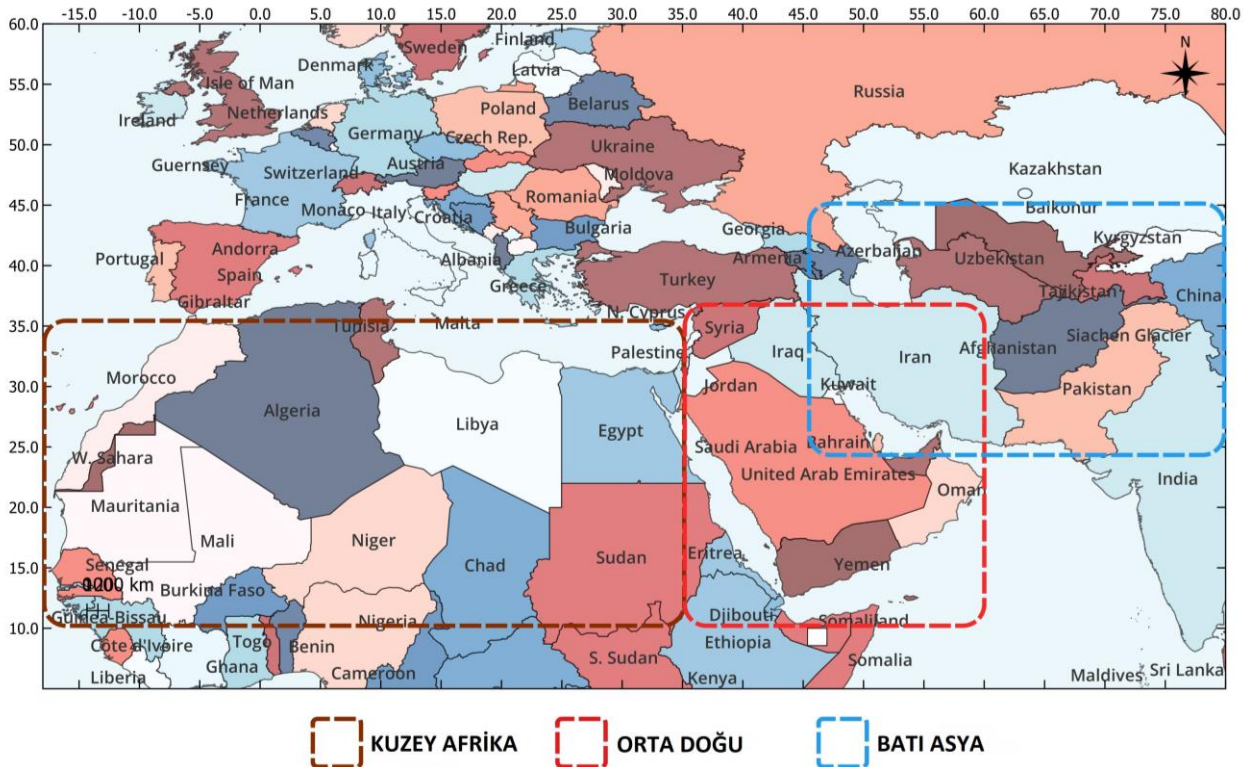 -15.0 -10.0 -5.0 0.0 5.0 10.0 15.0 20.0 25.0 30.0 35.0 40.0 45.0 50.0 55.0 60.0 65.0 70.0 75.0 80.0
60.0
N
Sweden
Finland
Denmark
Latvia
55.0
Isle of Man
Russia
Ireland
Netherlands
Poland
Belarus
Germany
Czech Rep.
50.0
Ukraine
Guernsey
Switzerland
Austria
Moldova
Kazakhstan
France
Romania
45.0
Monaco
Italy
Croatia
Baikonur
Bulgaria
Georgia
Kyrgyzstan
Andorra
Azerbaijan
Portugal
Albania
Armenia
Uzbekistan
40.0
Spain
Turkey
Greece
Tajikistan
China
Gibraltar
N. Cyprus
35.0
Tunisia
Malta
Syria
Siachen Glacier
Palestine
Iraq
Iran
Afghanistan
Morocco
Jordan
Kuwait
Pakistan
30.0
Algeria
Libya
Egypt
25.0
W. Sahara
Saudi Arabia
Bahrain
United Arab Emirates
India
Oman
20.0
Mauritania
Mali
Niger
Chad
Sudan
Eritrea
Yemen
15.0
Senegal
km
Burkina Faso
Guinea-Bissau
Nigeria
Djibouti
Somaliland
10.0
Côte d'Ivoire
Togo
Benin
Ethiopia
Ghana
S. Sudan
Somalia
Liberia
Cameroon
Kenya
Maldives
Sri Lanka
KUZEY AFRİKA
ORTA DOĞU
BATI ASYA